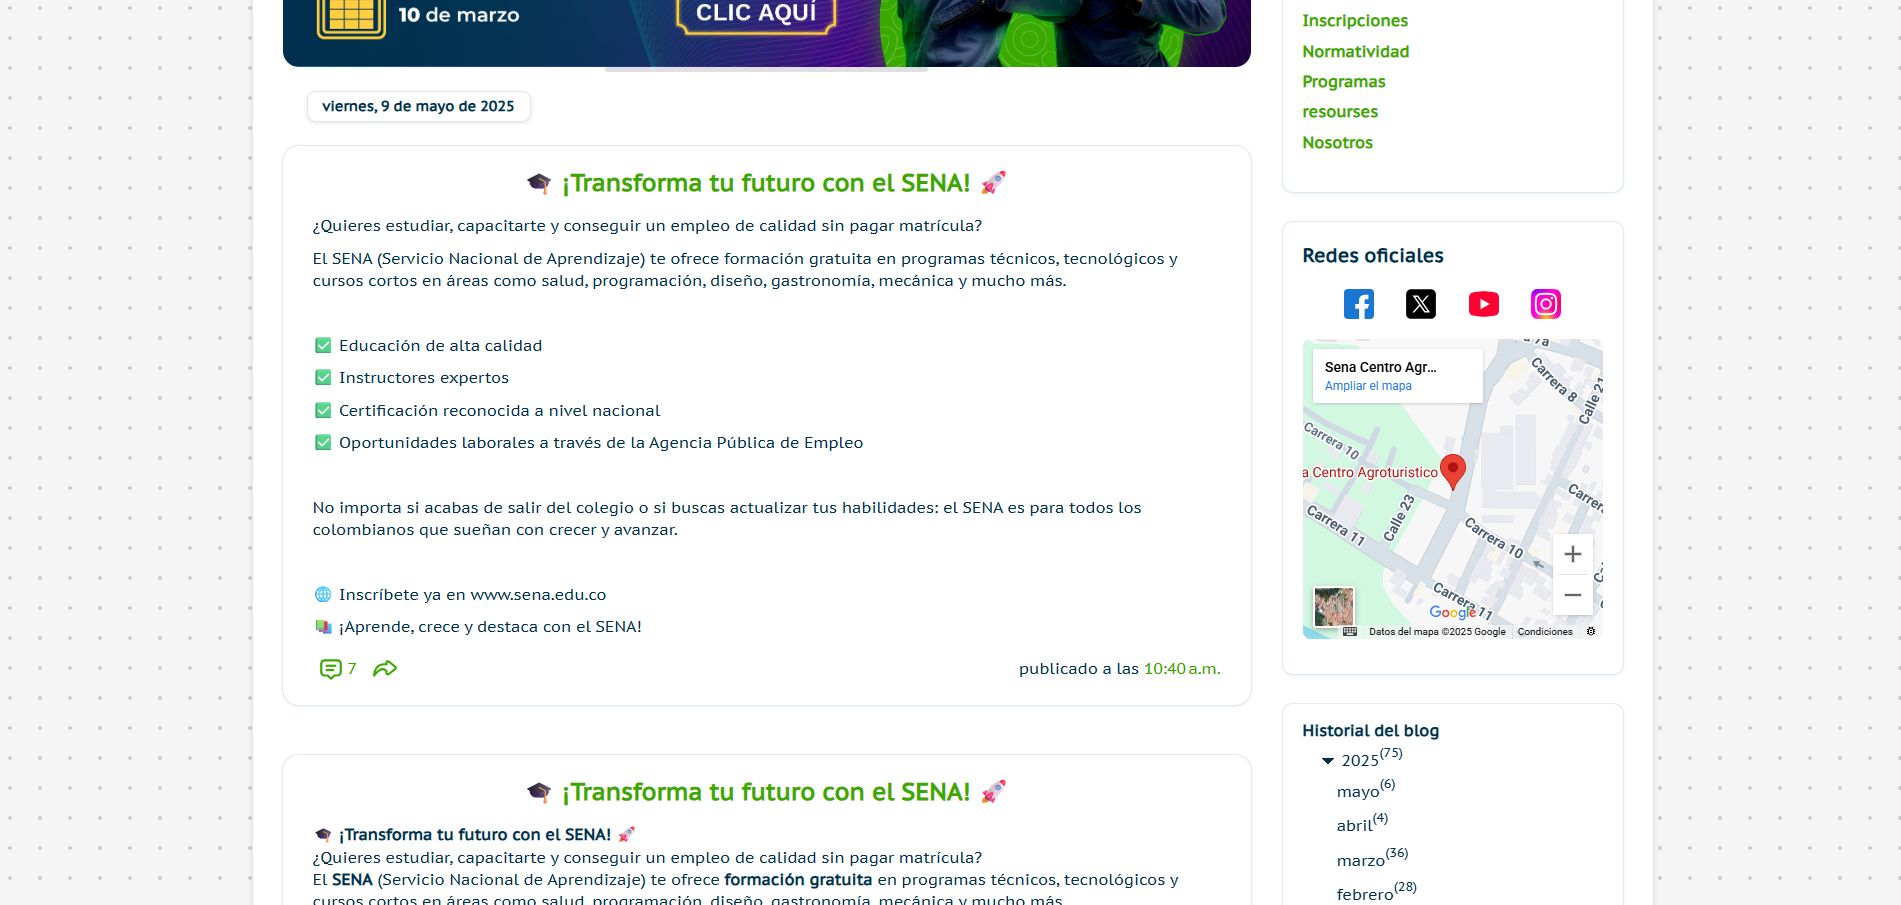 10 de marzo
CLIC AQUÍ
viernes, 9 de mayo de 2025
¡Transforma tu futuro con el SENA!
¿Quieres estudiar, capacitarte y conseguir un empleo de calidad sin pagar matrícula?
El SENA (Servicio Nacional de Aprendizaje) te ofrece formación gratuita en programas técnicos, tecnológicos y
cursos cortos en áreas como salud, programación, diseño, gastronomía, mecánica y mucho más.
Educación de alta calidad
Instructores expertos
Certificación reconocida a nivel nacional
Oportunidades laborales a través de la Agencia Pública de Empleo
No importa si acabas de salir del colegio o si buscas actualizar tus habilidades: el SENA es para todos los
colombianos que sueñan con crecer y avanzar.
Inscríbete ya en www.sena.edu.co
¡Aprende, crece y destaca con el SENA!
7
publicado a las 10:40 a.m.
¡Transforma tu futuro con el SENA!
¡Transforma tu futuro con el SENA!
¿Quieres estudiar, capacitarte y conseguir un empleo de calidad sin pagar matrícula?
El SENA (Servicio Nacional de Aprendizaje) te ofrece formación gratuita en programas técnicos, tecnológicos y
cursos cortos en áreas como salud, programación, diseño, gastronomía, mecánica y mucho más.
Inscripciones
Normatividad
Programas
resourses
Nosotros
Redes oficiales
Sena Centro Agr...
Ampliar el mapa
7a
Carrera 8
Calle 21
Carrera 10
a Centro Agroturistico
Calle 23
Carrera 11
Carrera 10
Carrera 11
Google
Datos del mapa ©2025 Google
Condiciones
Historial del blog
2025(75)
mayo(6)
abril(4)
marzo(36)
febrero(28)